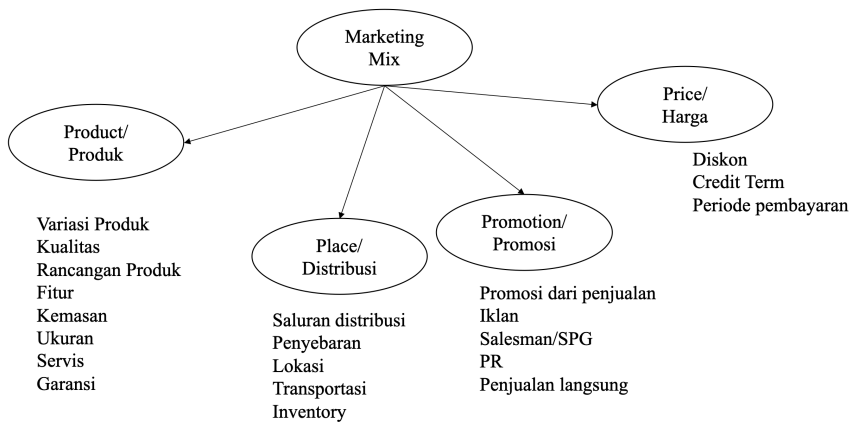 Marketing
Mix
Product/
Produk
Variasi Produk
Kualitas
Rancangan Produk
Fitur
Kemasan
Ukuran
Servis
Garansi
Place/
Distribusi
Saluran distribusi
Penyebaran
Lokasi
Transportasi
Inventory
Promotion/
Promosi
Promosi dari penjualan
Iklan
Salesman/SPG
PR
Penjualan langsung
Price/
Harga
Diskon
Credit Term
Periode pembayaran